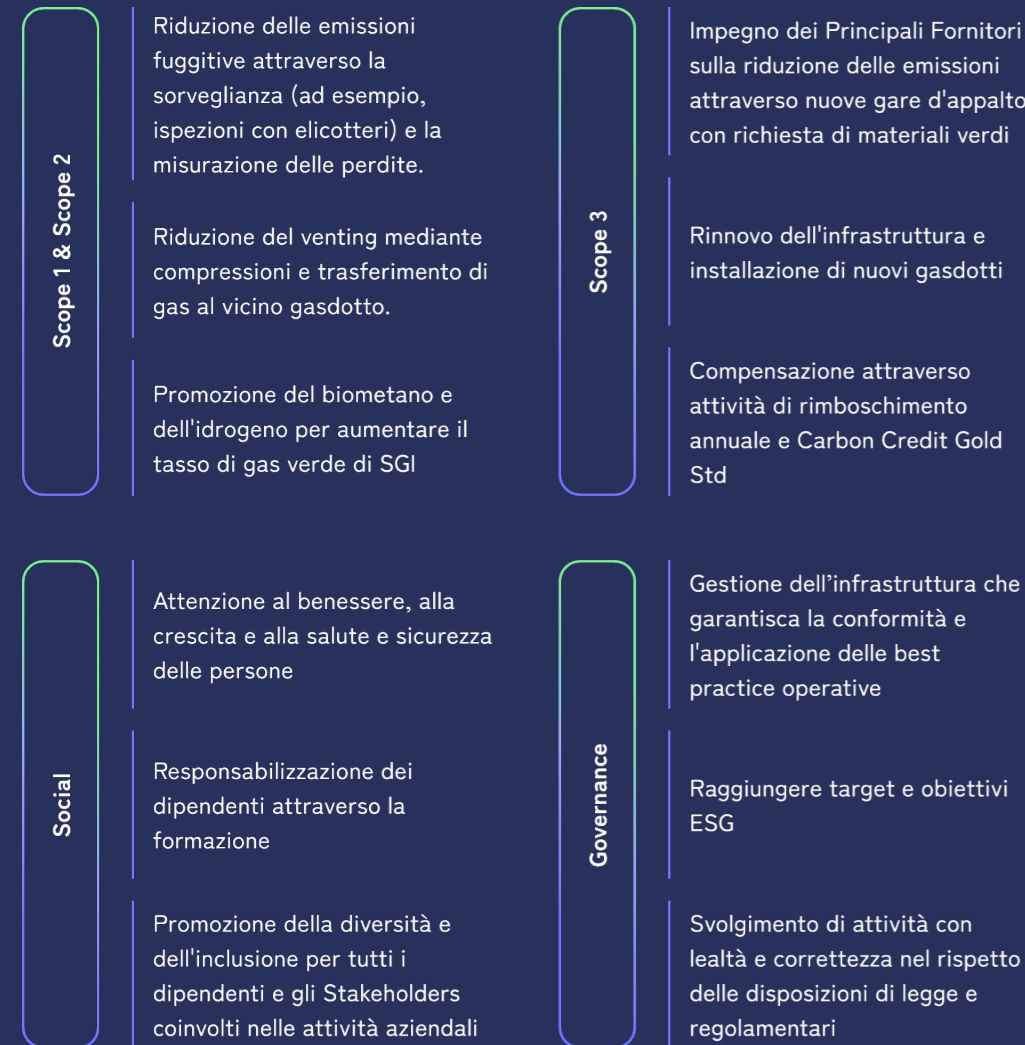 Scope 1 & Scope 2
Riduzione delle emissioni
fuggitive attraverso la
sorveglianza (ad esempio,
ispezioni con elicotteri) e la
misurazione delle perdite.
Riduzione del venting mediante
compressioni e trasferimento di
gas al vicino gasdotto.
Promozione del biometano e
dell'idrogeno per aumentare il
tasso di gas verde di SGI
Scope 3
Impegno dei Principali Fornitori
sulla riduzione delle emissioni
attraverso nuove gare d'appalto
con richiesta di materiali verdi
Rinnovo dell'infrastruttura e
installazione di nuovi gasdotti
Compensazione attraverso
attività di rimboschimento
annuale e Carbon Credit Gold
Std
Social
Attenzione al benessere, alla
crescita e alla salute e sicurezza
delle persone
Responsabilizzazione dei
dipendenti attraverso la
formazione
Promozione della diversità e
dell'inclusione per tutti i
dipendenti e gli Stakeholders
coinvolti nelle attività aziendali
Governance
Gestione dell’infrastruttura che
garantisca la conformità e
l'applicazione delle best
practice operative
Raggiungere target e obiettivi
ESG
Svolgimento di attività con
lealtà e correttezza nel rispetto
delle disposizioni di legge e
regolamentari